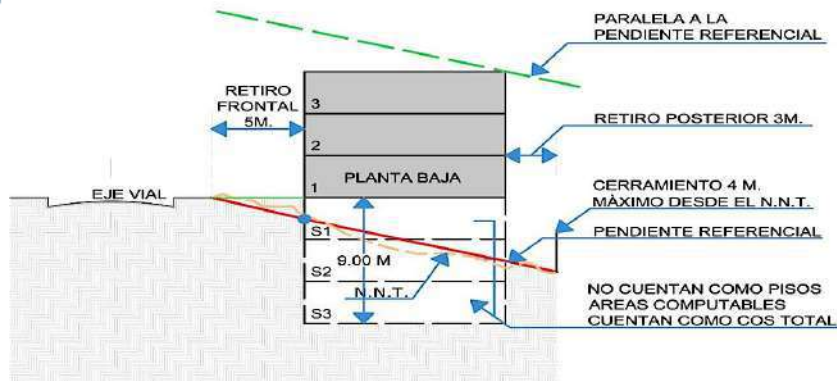 PARALELA A LA
PENDIENTE REFERENCIAL
RETIRO
FRONTAL
5M.
3
2
RETIRO POSTERIOR 3M.
1
PLANTA BAJA
EJE VIAL
CERRAMIENTO 4 M.
MÀXIMO DESDE EL N.N.T.
S1
PENDIENTE REFERENCIAL
9.00 M
S2
N.N.T.
NO CUENTAN COMO PISOS
AREAS COMPUTABLES
CUENTAN COMO COS TOTAL
S3